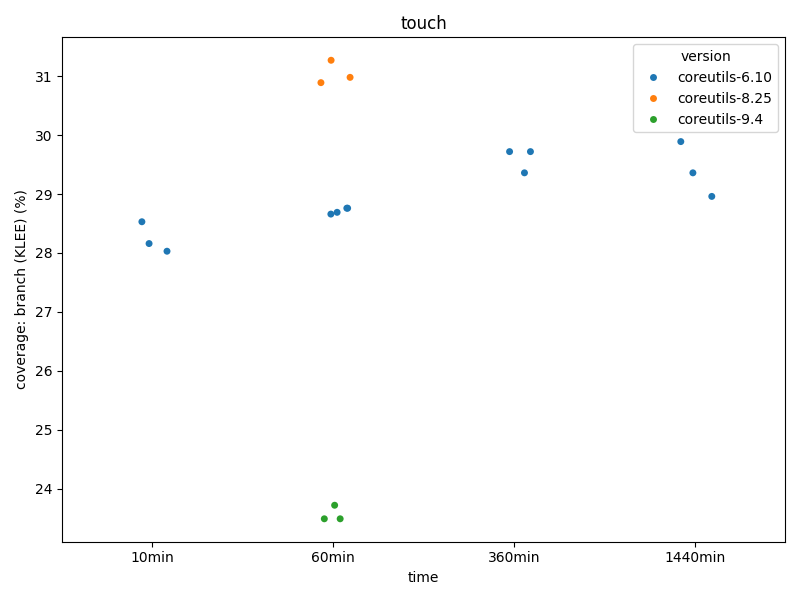 touch
version
coreutils-6.10
coreutils-8.25
coreutils-9.4
coverage: branch (KLEE) (%)
31
30
29
28
27
26
25
24
10min
60min
360min
1440min
time